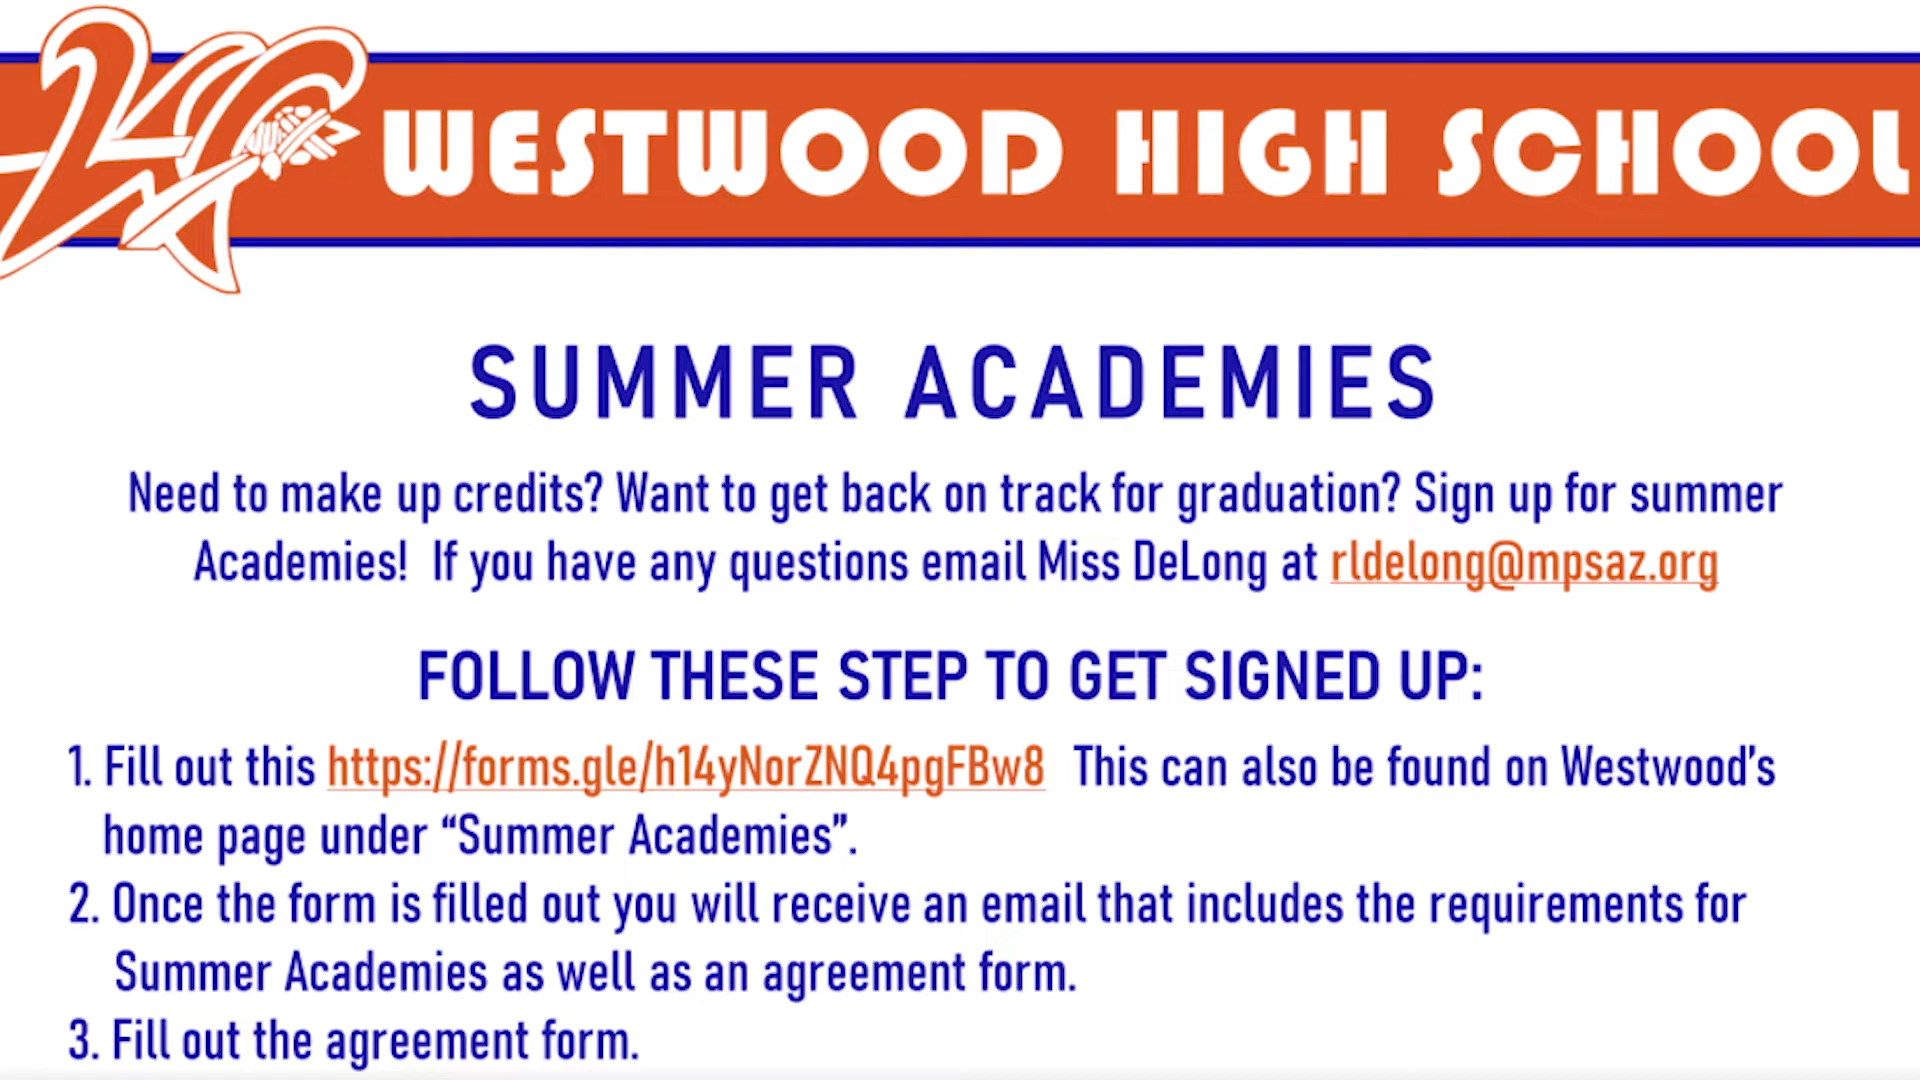 WESTWOOD HIGH SCHOOL
SUMMER ACADEMIES
Need to make up credits? Want to get back on track for graduation? Sign up for summer
Academies! If you have any questions email Miss DeLong at rldelong@mpsaz.org
FOLLOW THESE STEP TO GET SIGNED UP:
1. Fill out this https://forms.gle/h14yNorZNQ4pgFBw8 This can also be found on Westwood's
home page under “Summer Academies”.
2. Once the form is filled out you will receive an email that includes the requirements for
Summer Academies as well as an agreement form.
3. Fill out the agreement form.